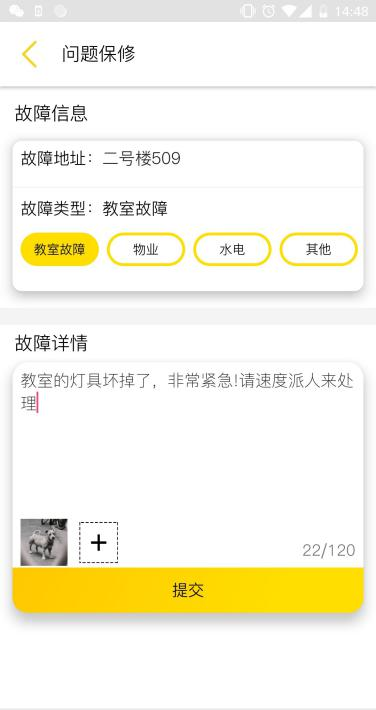 14:48
问题保修
故障信息
故障地址：二号楼509
故障类型：教室故障
教室故障 物业 水电 其他
故障详情
教室的灯具坏掉了，非常紧急!请速度派人来处
理
22/120
提交